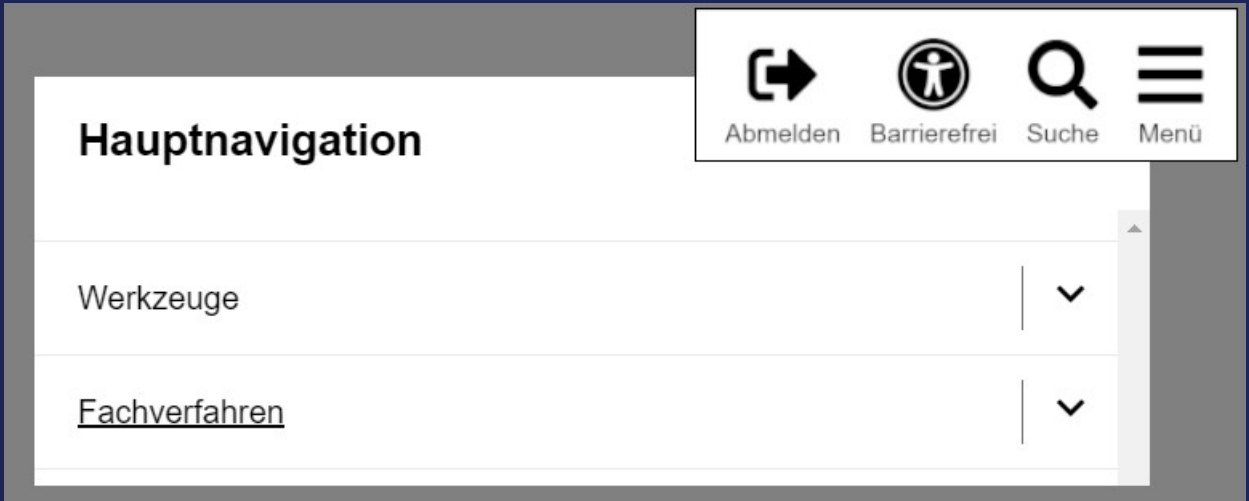 Abmelden Barrierefrei Suche Menü
Hauptnavigation
Werkzeuge
Fachverfahren